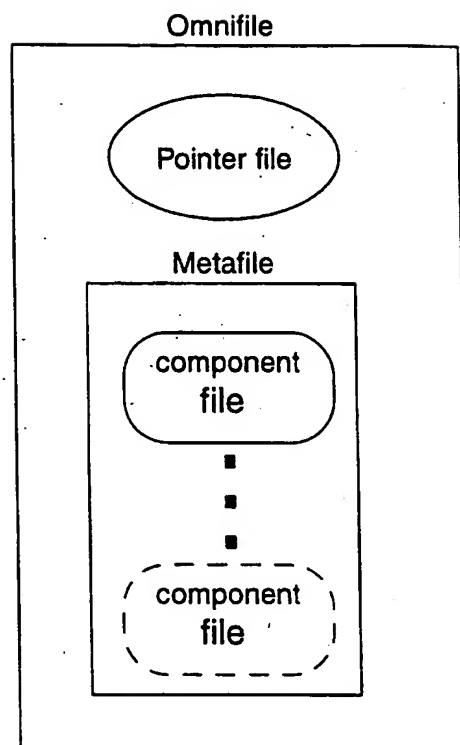 Omnifile
Pointer file
Metafile
component
file
component
file